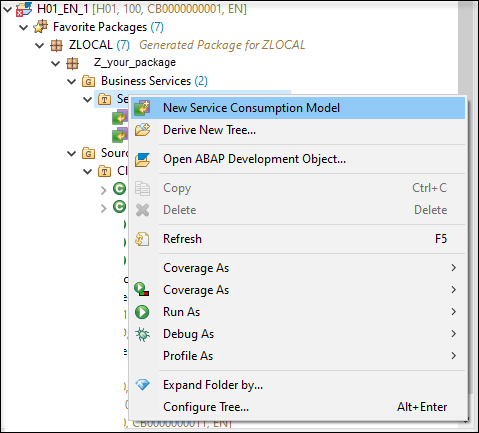 H01_EN_1 [H01, 100, CB0000000001, EN]
Favorite Packages (7)
ZLOCAL (7) Generated Package for ZLOCAL
Z_your_package
Business Services (2)
Se
New Service Consumption Model
Derive New Tree...
Open ABAP Development Object...
Sour
Cl
Copy Ctrl+C
Delete Delete
Refresh F5
Coverage As
Coverage As
Run As
Debug As
Profile As
Expand Folder by...
Configure Tree... Alt+Enter
, CB0000000011, EN]